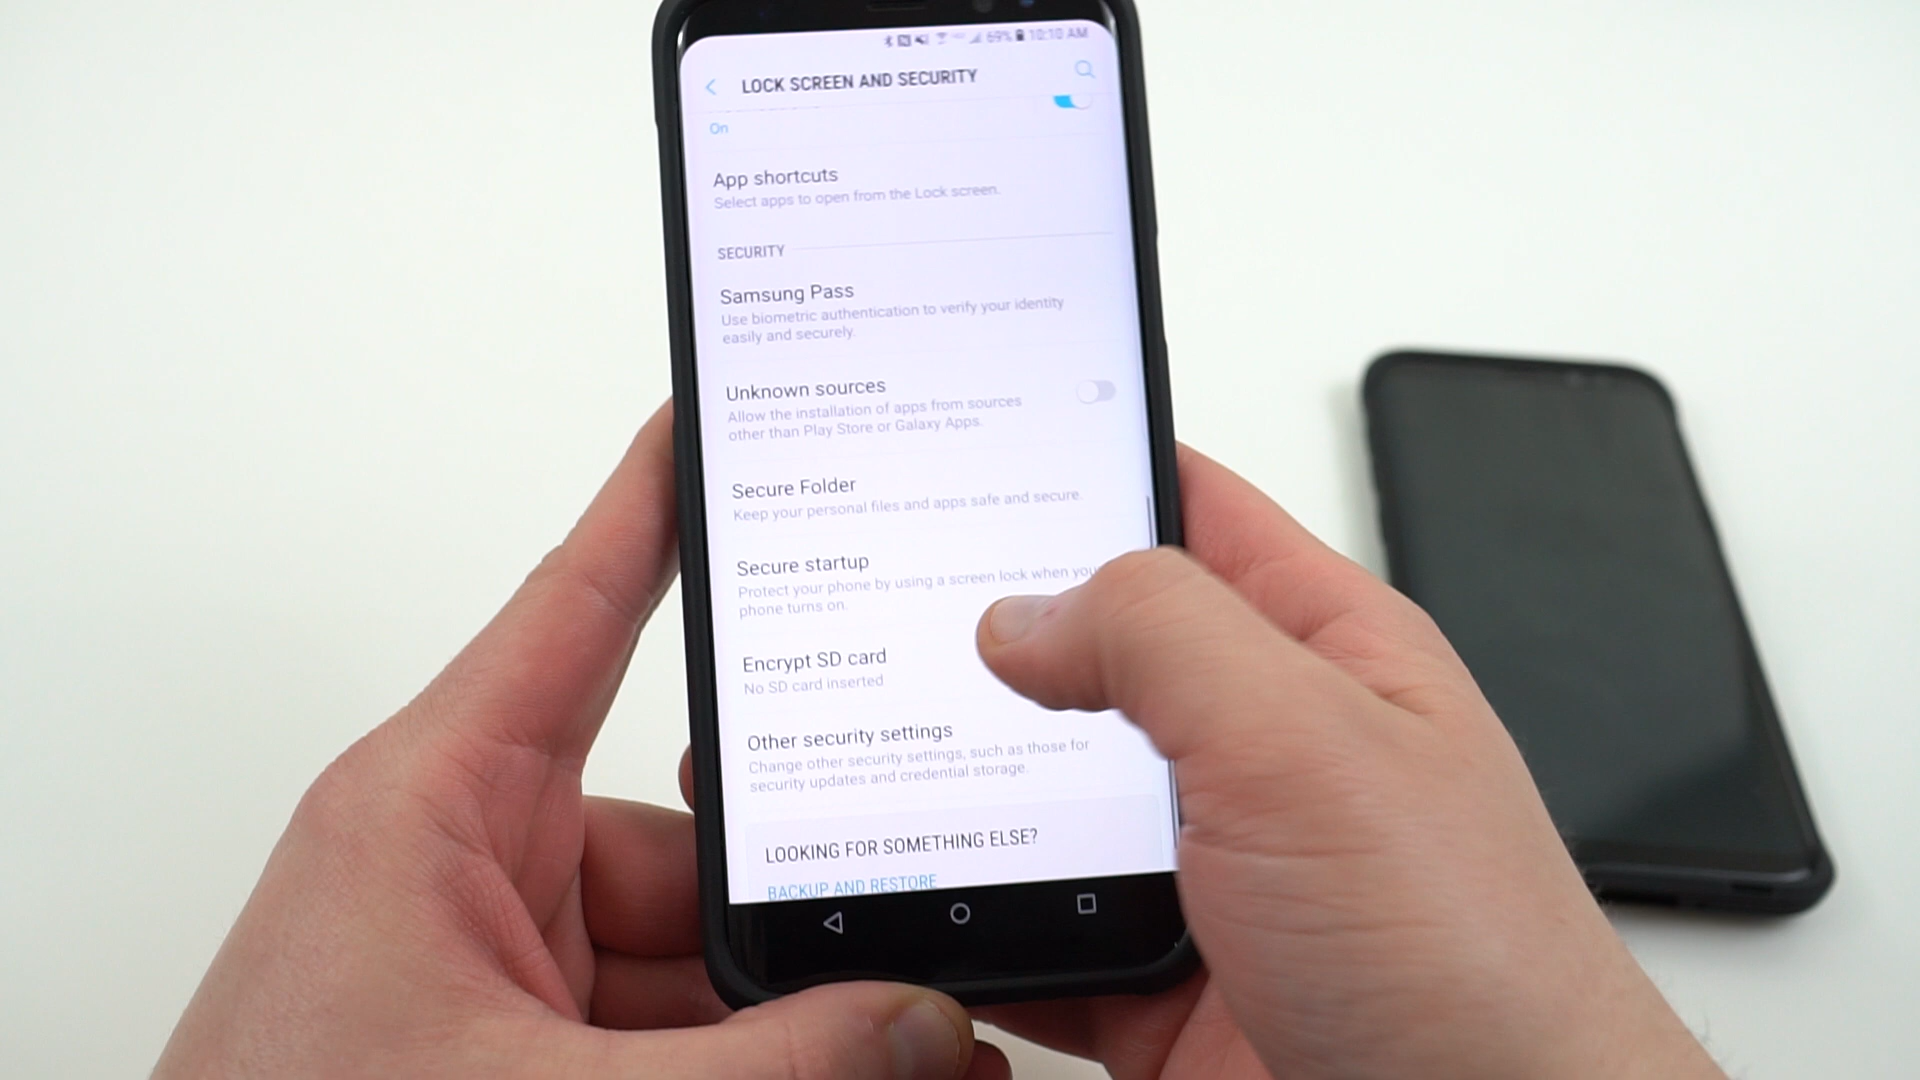 69% 10:10 AM
LOCK SCREEN AND SECURITY
On
App shortcuts
Select apps to open from the Lock screen.
SECURITY
Samsung Pass
Use biometric authentication to verify your identity
easily and securely.
Unknown sources
Allow the installation of apps from sources
other than Play Store or Galaxy Apps.
Secure Folder
Keep your personal files and apps safe and secure.
Secure startup
Protect your phone by using a screen lock when you
phone turns on.
Encrypt SD card
No SD card inserted
Other security settings
Change other security settings, such as those for
security updates and credential storage.
LOOKING FOR SOMETHING ELSE?
BACKUP AND RESTORE